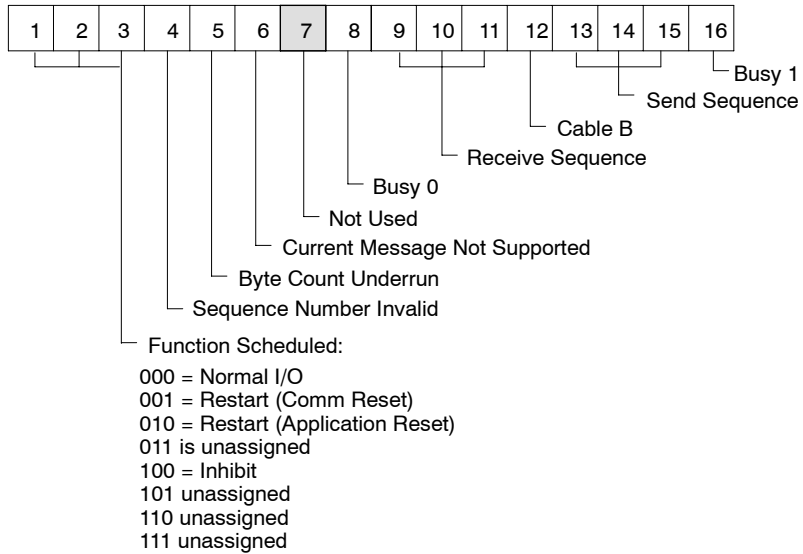 1 2 3 4 5 6 7 8 9 10 11 12 13 14 15 16
Busy 1
Send Sequence
Cable B
Receive Sequence
Busy 0
Not Used
Current Message Not Supported
Byte Count Underrun
Sequence Number Invalid
Function Scheduled:
000 = Normal I/O
001 = Restart (Comm Reset)
010 = Restart (Application Reset)
011 is unassigned
100 = Inhibit
101 unassigned
110 unassigned
111 unassigned